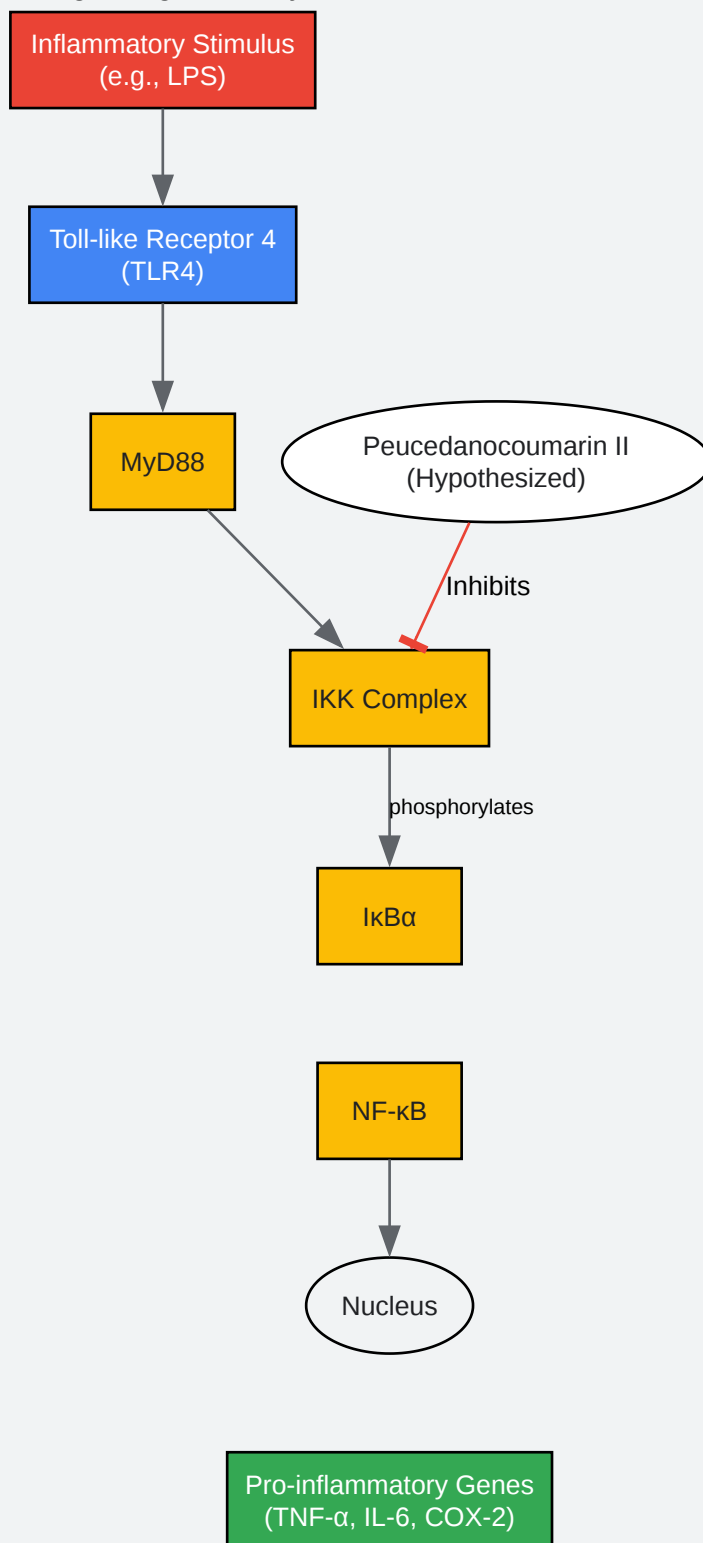 Inflammatory Stimulus
(e.g., LPS)
Toll-like Receptor 4
(TLR4)
MyD88
Peucedanocoumarin II
(Hypothesized)
Inhibits
IKK Complex
phosphorylates
IκBα
NF-κB
Nucleus
Pro-inflammatory Genes
(TNF-α, IL-6, COX-2)